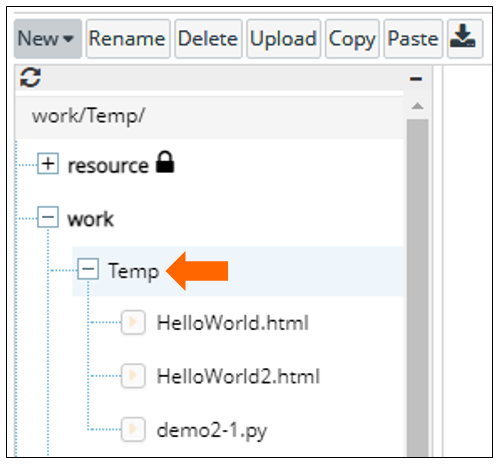 New Rename Delete Upload Copy Paste
work/Temp/
resource
work
Temp
HelloWorld.html
HelloWorld2.html
demo2-1.py